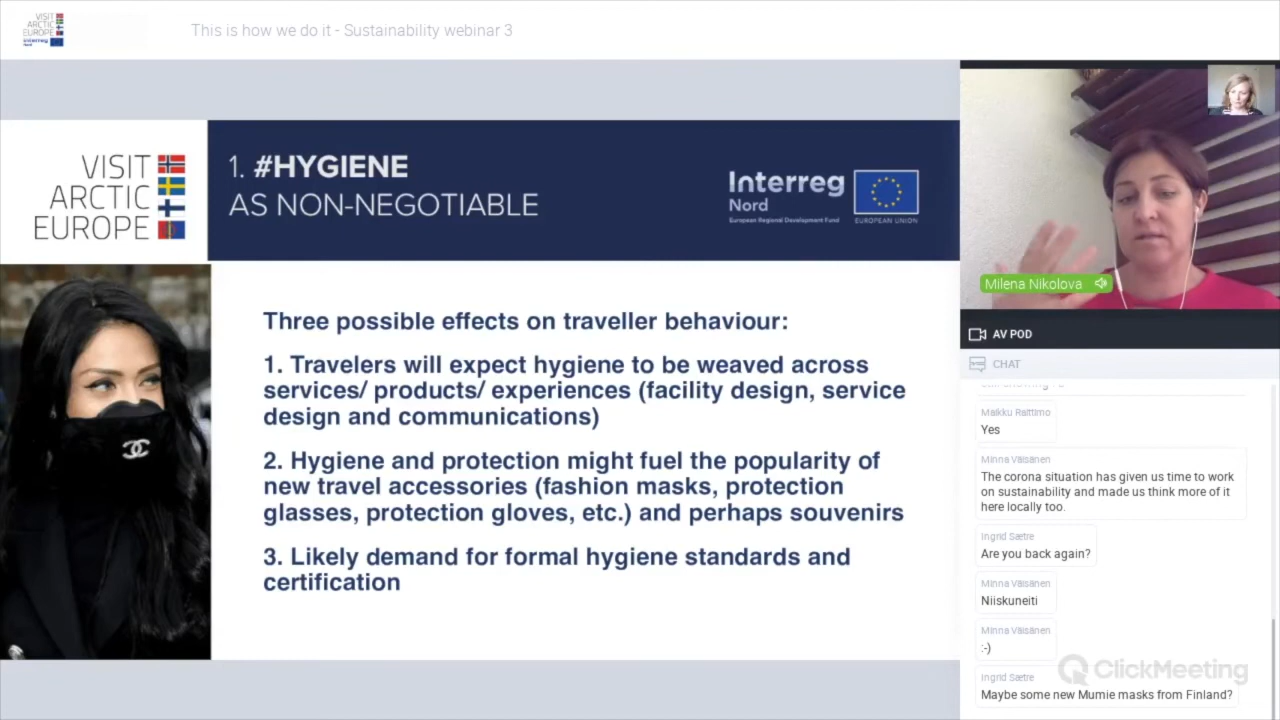 VISIT
ARCTIC
EUROPE
Interreg
This is how we do it - Sustainability webinar 3
VISIT
ARCTIC
EUROPE
1. #HYGIENE
AS NON-NEGOTIABLE
Interreg
Nord
European Regional Development Fund
EUROPEAN UNION
Three possible effects on traveller behaviour:
1. Travelers will expect hygiene to be weaved across
services/ products/ experiences (facility design, service
design and communications)
2. Hygiene and protection might fuel the popularity of
new travel accessories (fashion masks, protection
glasses, protection gloves, etc.) and perhaps souvenirs
3. Likely demand for formal hygiene standards and
certification
Milena Nikolova
AV POD
CHAT
Maikku Raittimo
Yes
Minna Väisänen
The corona situation has given us time to work
on sustainability and made us think more of it
here locally too.
Ingrid Sætre
Are you back again?
Minna Väisänen
Niiskuneiti
Minna Väisänen
:-)
Ingrid Sætre
Maybe some new Mumie masks from Finland?
ClickMeeting